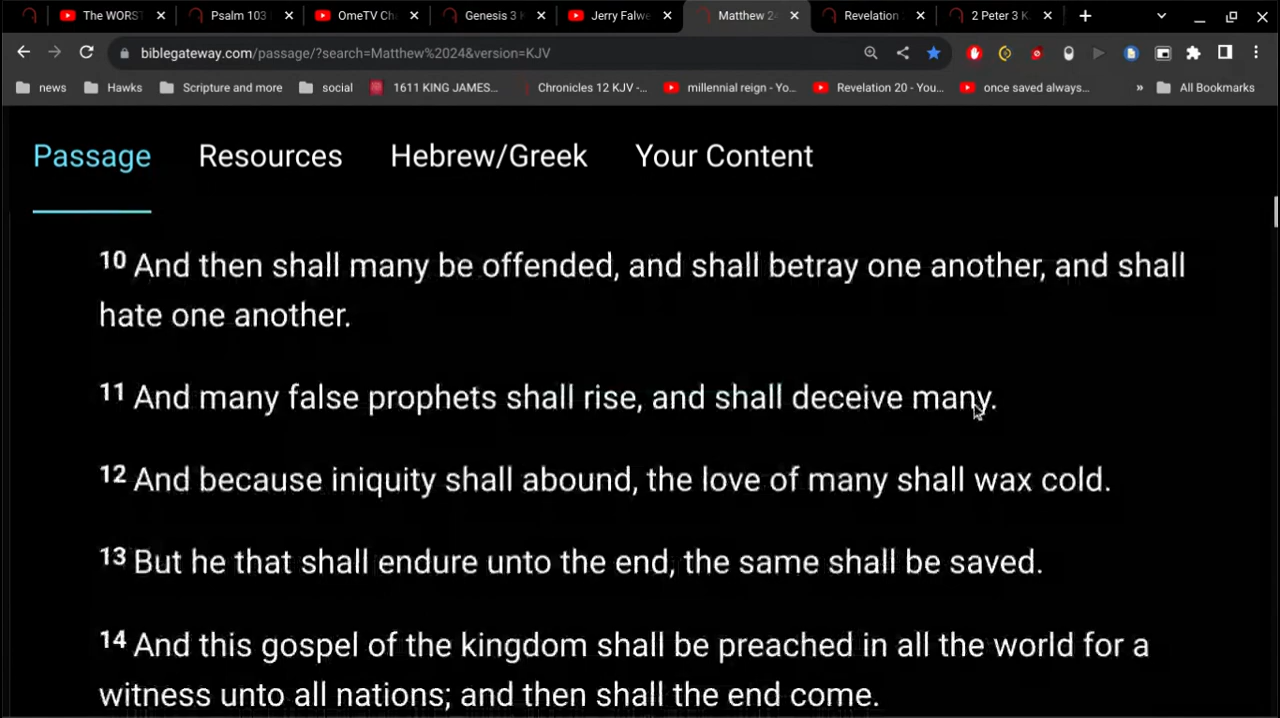 The WORS
Psalm 103
OmeTV Ch
Genesis 3 K
Jerry Falwe
Matthew 24
Revelation
2 Peter 3 K
biblegateway.com/passage/?search=Matthew%2024&version=KJV
news
Hawks
Scripture and more
social
1611 KING JAMES...
Chronicles 12 KJV -...
millennial reign - Yo...
Revelation 20 - You...
once saved always...
»
All Bookmarks
Passage
Resources
Hebrew/Greek
Your Content
10 And then shall many be offended, and shall betray one another, and shall
hate one another.
11 And many false prophets shall rise, and shall deceive many.
12 And because iniquity shall abound, the love of many shall wax cold.
13 But he that shall endure unto the end, the same shall be saved.
14 And this gospel of the kingdom shall be preached in all the world for a
witness unto all nations; and then shall the end come.